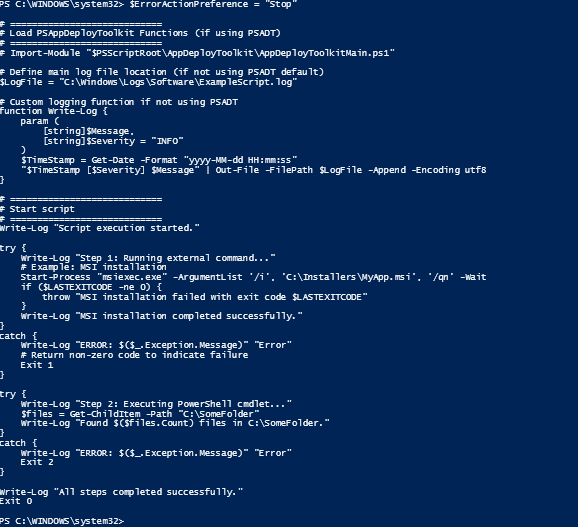 PS C:\WINDOWS\system32> $ErrorActionPreference = "Stop"
# ============================
# Load PSAppDeployToolkit Functions (if using PSADT)
# ============================
# Import-Module "$PSScriptRoot\AppDeployToolkit\AppDeployToolkitMain.ps1"
# Define main log file location (if not using PSADT default)
$LogFile = "C:\Windows\Logs\Software\ExampleScript.log"
# Custom logging function if not using PSADT
function Write-Log {
    param (
        [string]$Message,
        [string]$Severity = "INFO"
    )
    $TimeStamp = Get-Date -Format "yyyy-MM-dd HH:mm:ss"
    "$TimeStamp [$Severity] $Message" | Out-File -FilePath $LogFile -Append -Encoding utf8
}
# ============================
# Start script
# ============================
Write-Log "Script execution started."
try {
    Write-Log "Step 1: Running external command..."
    # Example: MSI installation
    Start-Process "msiexec.exe" -ArgumentList '/i', 'C:\Installers\MyApp.msi', '/qn' -Wait
    if ($LASTEXITCODE -ne 0) {
        throw "MSI installation failed with exit code $LASTEXITCODE"
    }
    Write-Log "MSI installation completed successfully."
}
catch {
    Write-Log "ERROR: $($_.Exception.Message)" "Error"
    # Return non-zero code to indicate failure
    Exit 1
}
try {
    Write-Log "Step 2: Executing PowerShell cmdlet..."
    $files = Get-ChildItem -Path "C:\SomeFolder"
    Write-Log "Found $($files.Count) files in C:\SomeFolder."
}
catch {
    Write-Log "ERROR: $($_.Exception.Message)" "Error"
    Exit 2
}
Write-Log "All steps completed successfully."
Exit 0
PS C:\WINDOWS\system32>